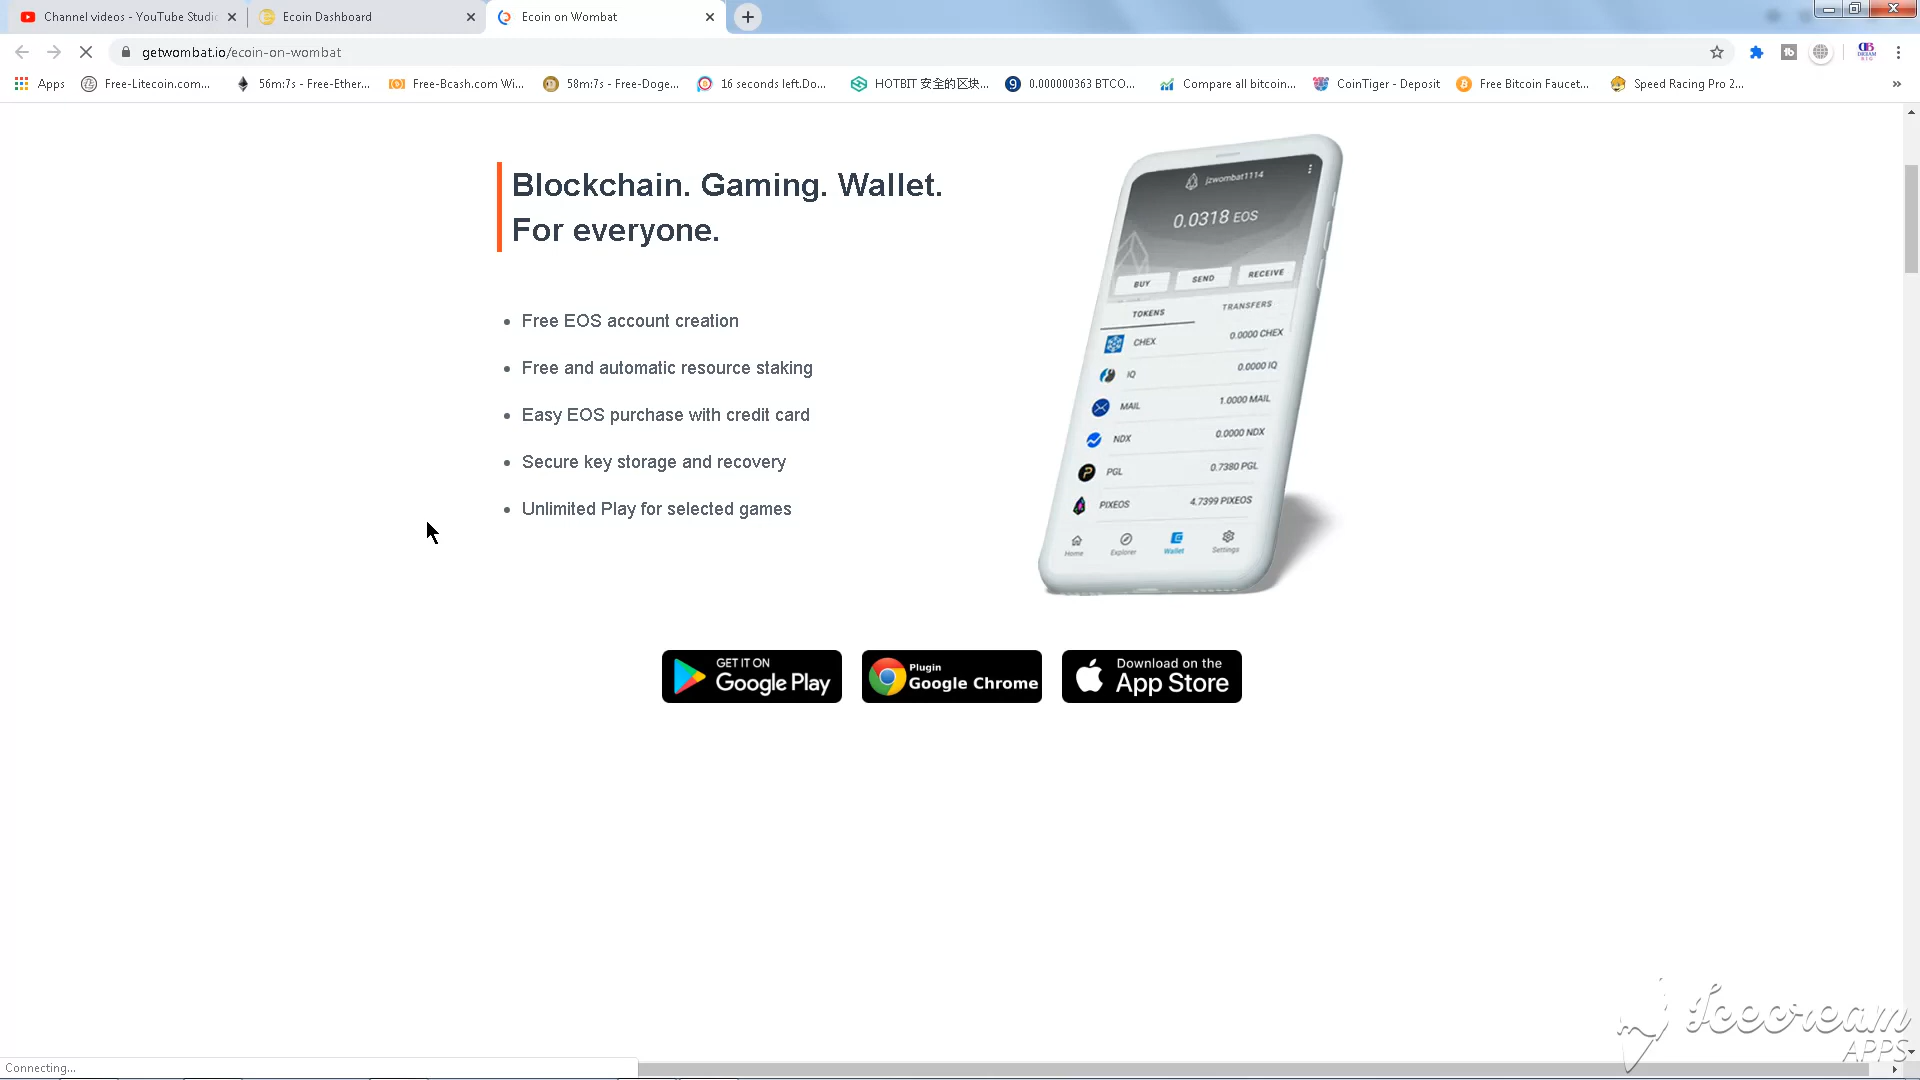 Channel videos - YouTube Studio
Ecoin Dashboard
Ecoin on Wombat
getwombat.io/ecoin-on-wombat
Apps
Free-Litecoin.com...
56m:7s - Free-Ether...
Free-Bcash.com Wi...
58m:7s - Free-Doge...
16 seconds left.Do...
HOTBIT 安全的区块...
0.000000363 BTCO...
Compare all bitcoin...
CoinTiger - Deposit
Free Bitcoin Faucet...
Speed Racing Pro 2...
Blockchain. Gaming. Wallet.
For everyone.
Free EOS account creation
Free and automatic resource staking
Easy EOS purchase with credit card
Secure key storage and recovery
Unlimited Play for selected games
jzwombat1114
0.0318 EOS
BUY SEND RECEIVE
TOKENS TRANSFERS
CHEX 0.0000 CHEX
IQ 0.0000 IQ
MAIL 1.0000 MAIL
NDX 0.0000 NDX
PGL 0.7380 PGL
PIXEOS 4.7399 PIXEOS
Home Explorer Wallet Settings
GET IT ON
Google Play
Plugin
Google Chrome
Download on the
App Store
Connecting...
Icecream
APPS